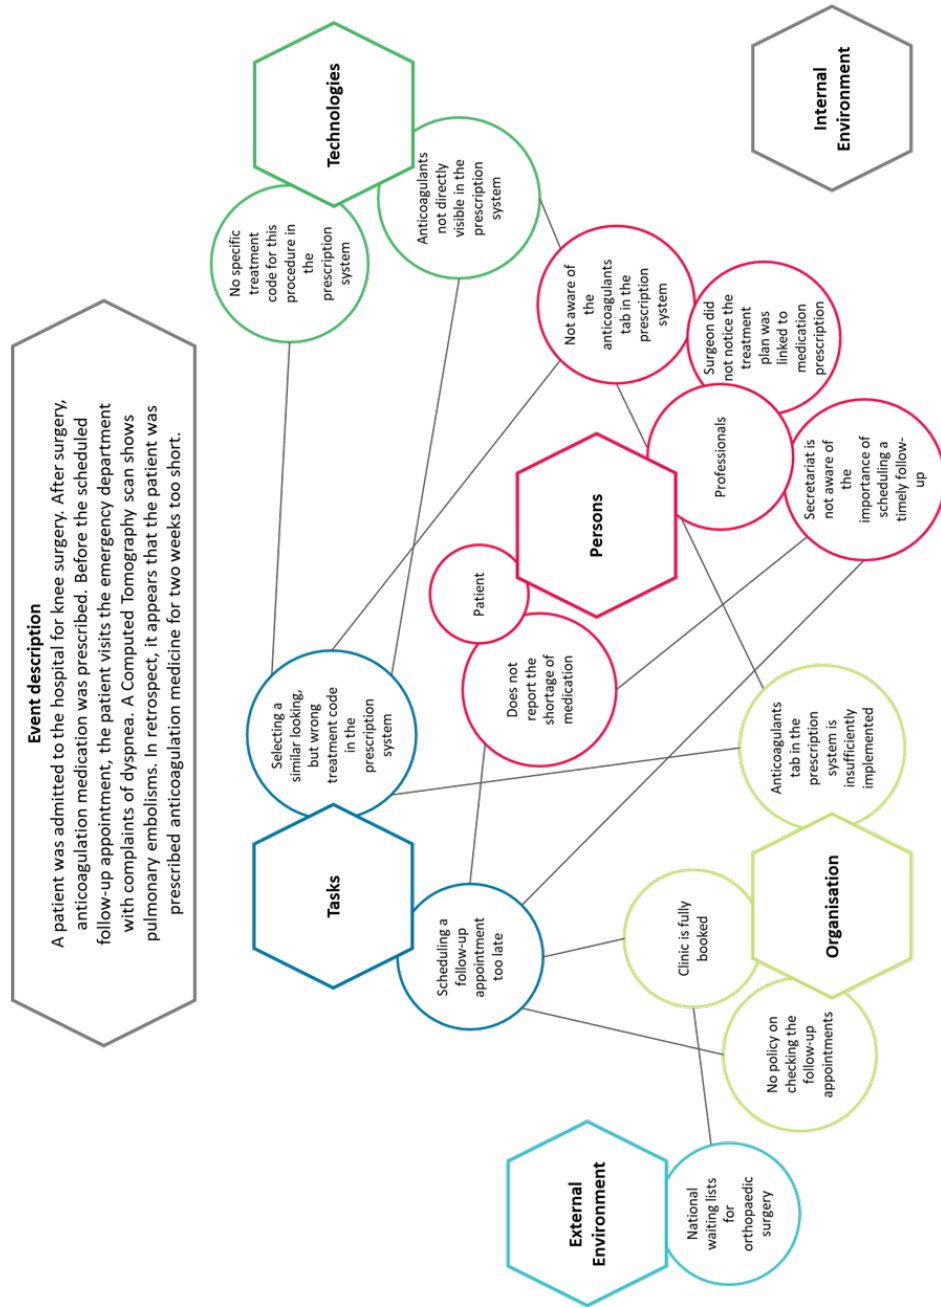 Event description
A patient was admitted to the hospital for knee surgery. After surgery,
anticoagulation medication was prescribed. Before the scheduled
follow-up appointment, the patient visits the emergency department
with complaints of dyspnea. A Computed Tomography scan shows
pulmonary embolisms. In retrospect, it appears that the patient was
prescribed anticoagulation medicine for two weeks too short.
Tasks
Selecting a
similar looking,
but wrong
treatment code
in the
prescription
system
Scheduling a
follow-up
appointment
too late
No specific
treatment
code for this
procedure in
the
prescription
system
Technologies
Anticoagulants
not directly
visible in the
prescription
system
External
Environment
National
waiting lists
for
orthopaedic
surgery
Patient
Does not
report the
shortage of
medication
Persons
Professionals
Not aware of
the
anticoagulants
tab in the
prescription
system
Surgeon did
not notice the
treatment
plan was
linked to
medication
prescription
Secretariat is
not aware of
the
importance of
scheduling a
timely follow-
up
Clinic is fully
booked
No policy on
checking the
follow-up
appointments
Organisation
Anticoagulants
tab in the
prescription
system is
insufficiently
implemented
Internal
Environment